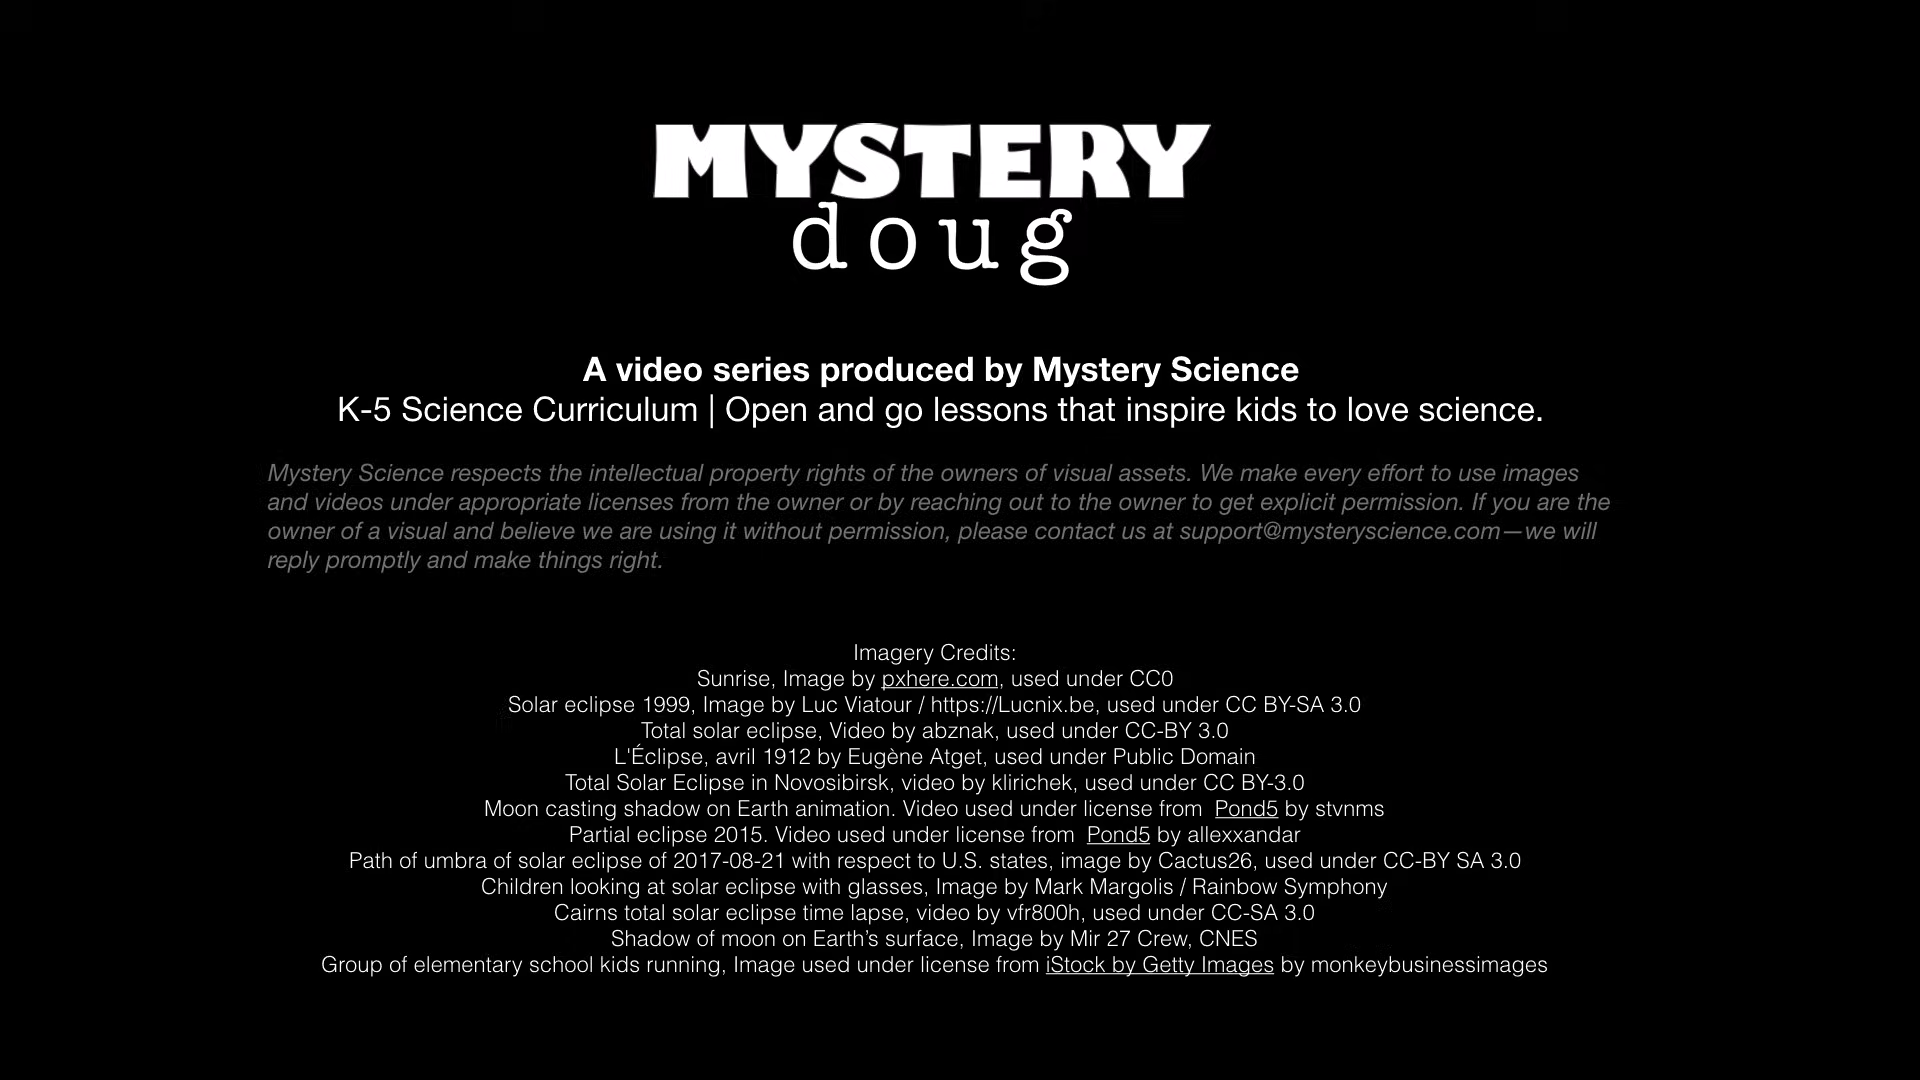 MYSTERY
doug
A video series produced by Mystery Science
K-5 Science Curriculum | Open and go lessons that inspire kids to love science.
Mystery Science respects the intellectual property rights of the owners of visual assets. We make every effort to use images
and videos under appropriate licenses from the owner or by reaching out to the owner to get explicit permission. If you are the
owner of a visual and believe we are using it without permission, please contact us at support@mysteryscience.com—we will
reply promptly and make things right.
Imagery Credits:
Sunrise, Image by pxhere.com, used under CC0
Solar eclipse 1999, Image by Luc Viatour / https://Lucnix.be, used under CC BY-SA 3.0
Total solar eclipse, Video by abznak, used under CC-BY 3.0
L'Éclipse, avril 1912 by Eugène Atget, used under Public Domain
Total Solar Eclipse in Novosibirsk, video by klirichek, used under CC BY-3.0
Moon casting shadow on Earth animation. Video used under license from Pond5 by stvnms
Partial eclipse 2015. Video used under license from Pond5 by allexxandar
Path of umbra of solar eclipse of 2017-08-21 with respect to U.S. states, image by Cactus26, used under CC-BY SA 3.0
Children looking at solar eclipse with glasses, Image by Mark Margolis / Rainbow Symphony
Cairns total solar eclipse time lapse, video by vfr800h, used under CC-SA 3.0
Shadow of moon on Earth’s surface, Image by Mir 27 Crew, CNES
Group of elementary school kids running, Image used under license from iStock by Getty Images by monkeybusinessimages